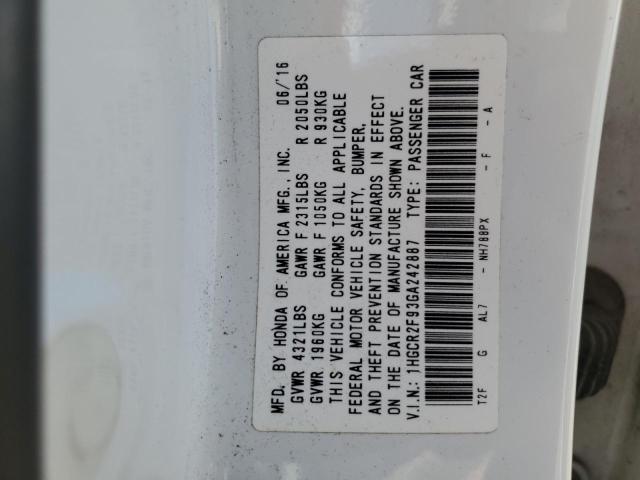 MFD. BY HONDA OF AMERICA MFG., INC. 06/16
GVWR 4321LBS GAWR F 2315LBS R 2050LBS
GVWR 1960KG GAWR F 1050KG R 930KG
THIS VEHICLE CONFORMS TO ALL APPLICABLE
FEDERAL MOTOR VEHICLE SAFETY, BUMPER,
AND THEFT PREVENTION STANDARDS IN EFFECT
ON THE DATE OF MANUFACTURE SHOWN ABOVE.
V.I.N.: 1HGCR2F93GA242887 TYPE: PASSENGER CAR
T2F G AL7 - NH788PX - F - A